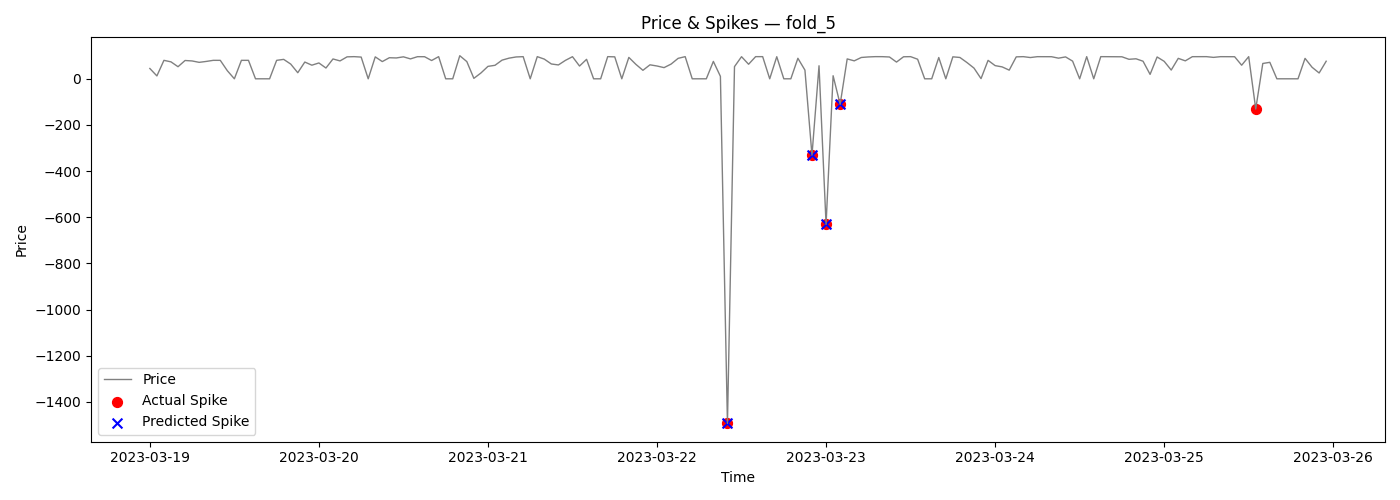 Price & Spikes — fold_5
0
−200
−400
−600
−800
−1000
−1200
−1400
Price
Price
Actual Spike
Predicted Spike
2023-03-19 2023-03-20 2023-03-21 2023-03-22 2023-03-23 2023-03-24 2023-03-25 2023-03-26
Time